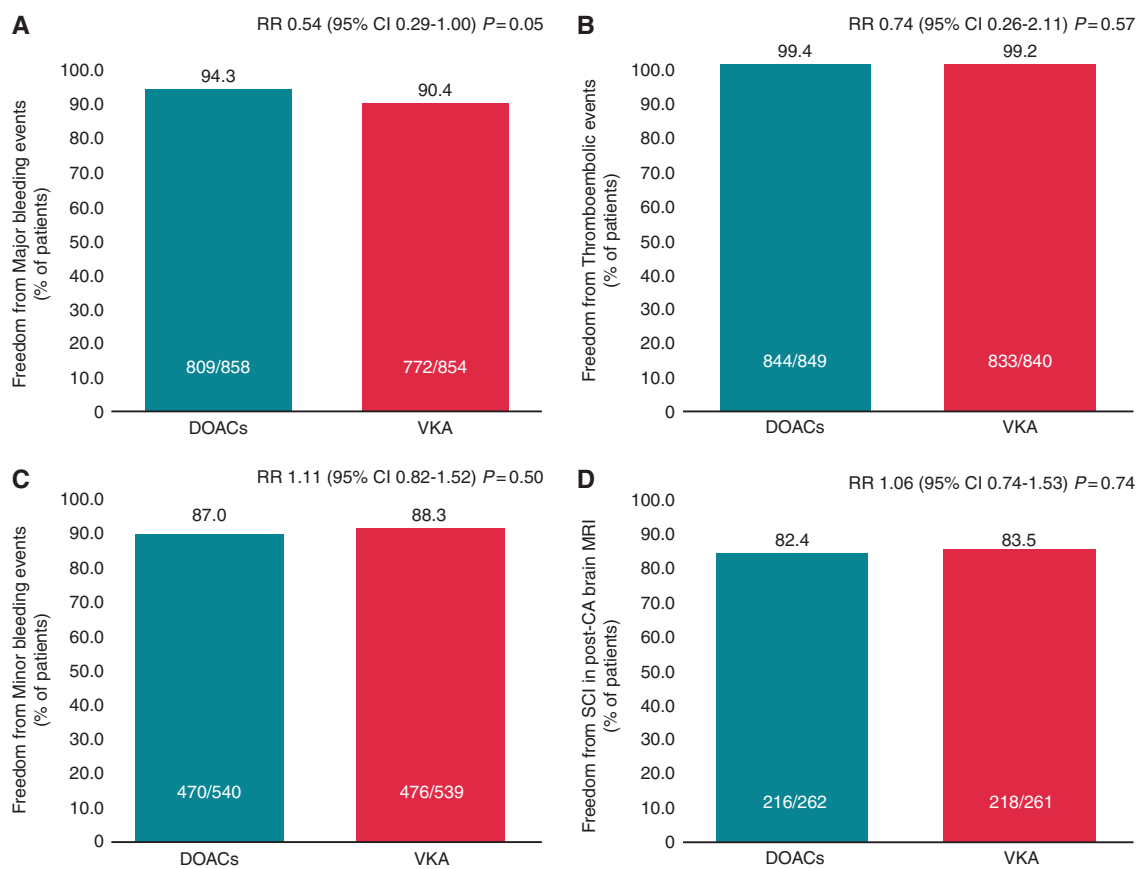 A
RR 0.54 (95% CI 0.29-1.00) P=0.05
Freedom from Major bleeding events
(% of patients)
100.0
90.0
80.0
70.0
60.0
50.0
40.0
30.0
20.0
10.0
0
94.3
90.4
809/858
772/854
DOACs
VKA
B
RR 0.74 (95% CI 0.26-2.11) P=0.57
Freedom from Thromboembolic events
(% of patients)
100.0
90.0
80.0
70.0
60.0
50.0
40.0
30.0
20.0
10.0
0
99.4
99.2
844/849
833/840
DOACs
VKA
C
RR 1.11 (95% CI 0.82-1.52) P=0.50
Freedom from Minor bleeding events
(% of patients)
100.0
90.0
80.0
70.0
60.0
50.0
40.0
30.0
20.0
10.0
0
87.0
88.3
470/540
476/539
DOACs
VKA
D
RR 1.06 (95% CI 0.74-1.53) P=0.74
Freedom from SCI in post-CA brain MRI
(% of patients)
100.0
90.0
80.0
70.0
60.0
50.0
40.0
30.0
20.0
10.0
0
82.4
83.5
216/262
218/261
DOACs
VKA